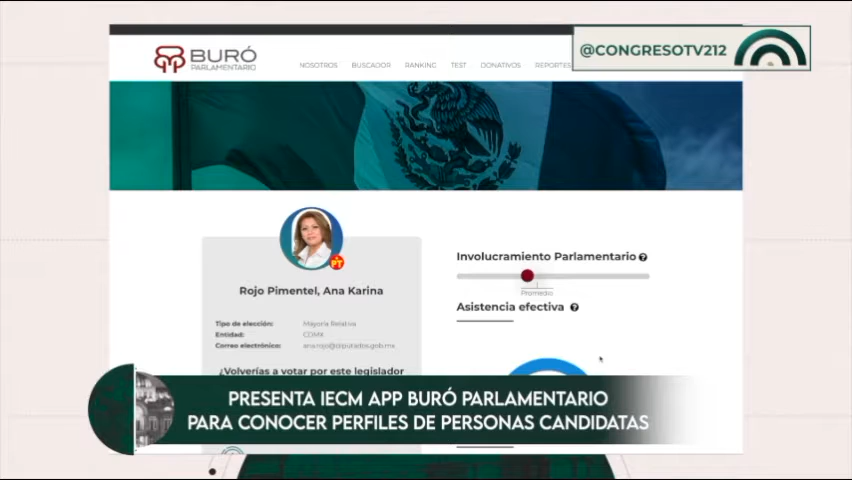 BURÓ
PARLAMENTARIO
NOSOTROS BUSCADOR RANKING TEST DONATIVOS REPORTES
@CONGRESOTV212
PT
Rojo Pimentel, Ana Karina
Tipo de elección: Mayoría Relativa
Entidad: CDMX
Correo electrónico: ana.rojo@diputados.gob.mx
¿Volverías a votar por este legislador
Involucramiento Parlamentario
Promedio
Asistencia efectiva
PRESENTA IECM APP BURÓ PARLAMENTARIO
PARA CONOCER PERFILES DE PERSONAS CANDIDATAS